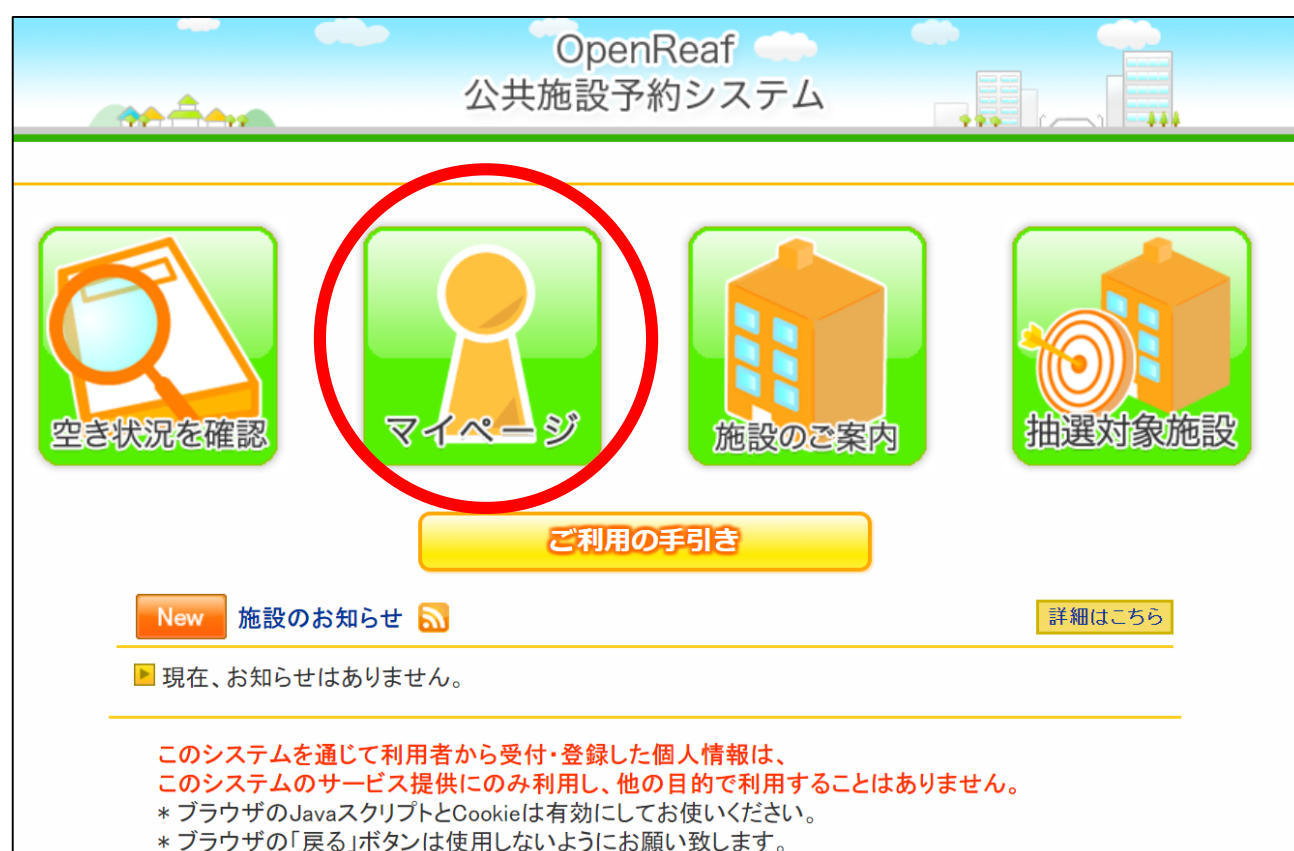 OpenReaf
公共施設予約システム
空き状況を確認
マイページ
施設のご案内
抽選対象施設
ご利用の手引き
New 施設のお知らせ 詳細はこちら
現在、お知らせはありません。
このシステムを通じて利用者から受付・登録した個人情報は、
このシステムのサービス提供にのみ利用し、他の目的で利用することはありません。
* ブラウザのJavaスクリプトとCookieは有効にしてお使いください。
* ブラウザの「戻る」ボタンは使用しないようにお願い致します。